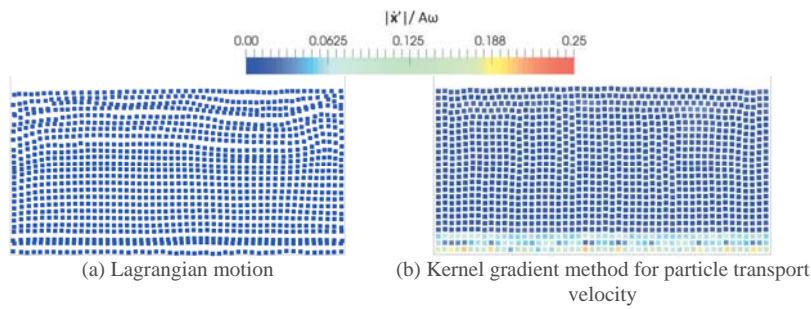 |ẋ'| / Aω
0.00 0.0625 0.125 0.188 0.25
(a) Lagrangian motion
(b) Kernel gradient method for particle transport
velocity